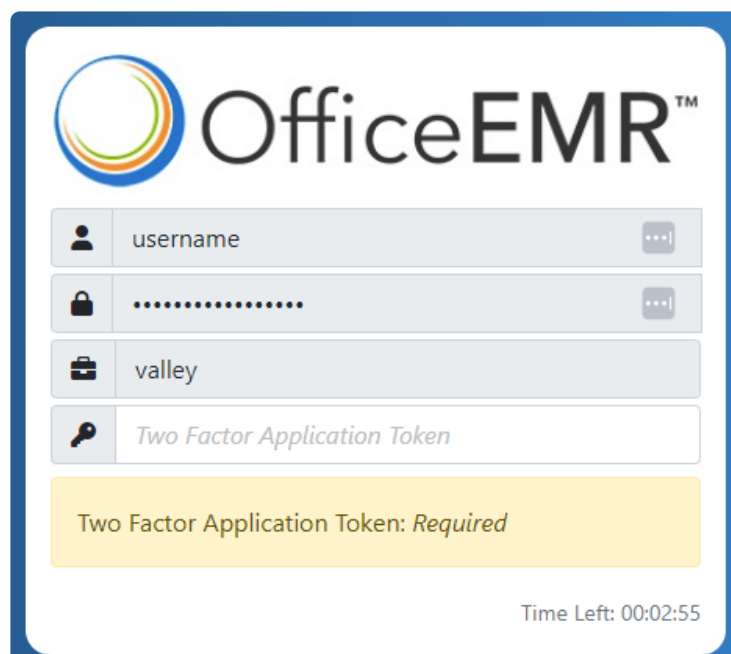 OfficeEMR™
username
•••••••••••••••••
valley
Two Factor Application Token
Two Factor Application Token: Required
Time Left: 00:02:55